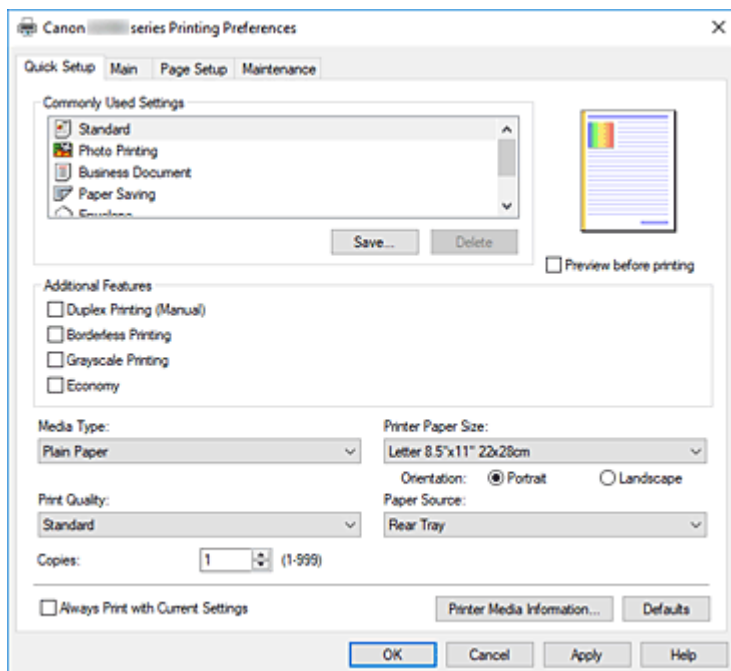 Canon series Printing Preferences
Quick Setup Main Page Setup Maintenance
Commonly Used Settings
Standard
Photo Printing
Business Document
Paper Saving
Envelope
Save... Delete
Preview before printing
Additional Features
Duplex Printing (Manual)
Borderless Printing
Grayscale Printing
Economy
Media Type: Printer Paper Size:
Plain Paper Letter 8.5"x11" 22x28cm
Orientation: Portrait Landscape
Print Quality: Paper Source:
Standard Rear Tray
Copies: 1 (1-999)
Always Print with Current Settings Printer Media Information... Defaults
OK Cancel Apply Help